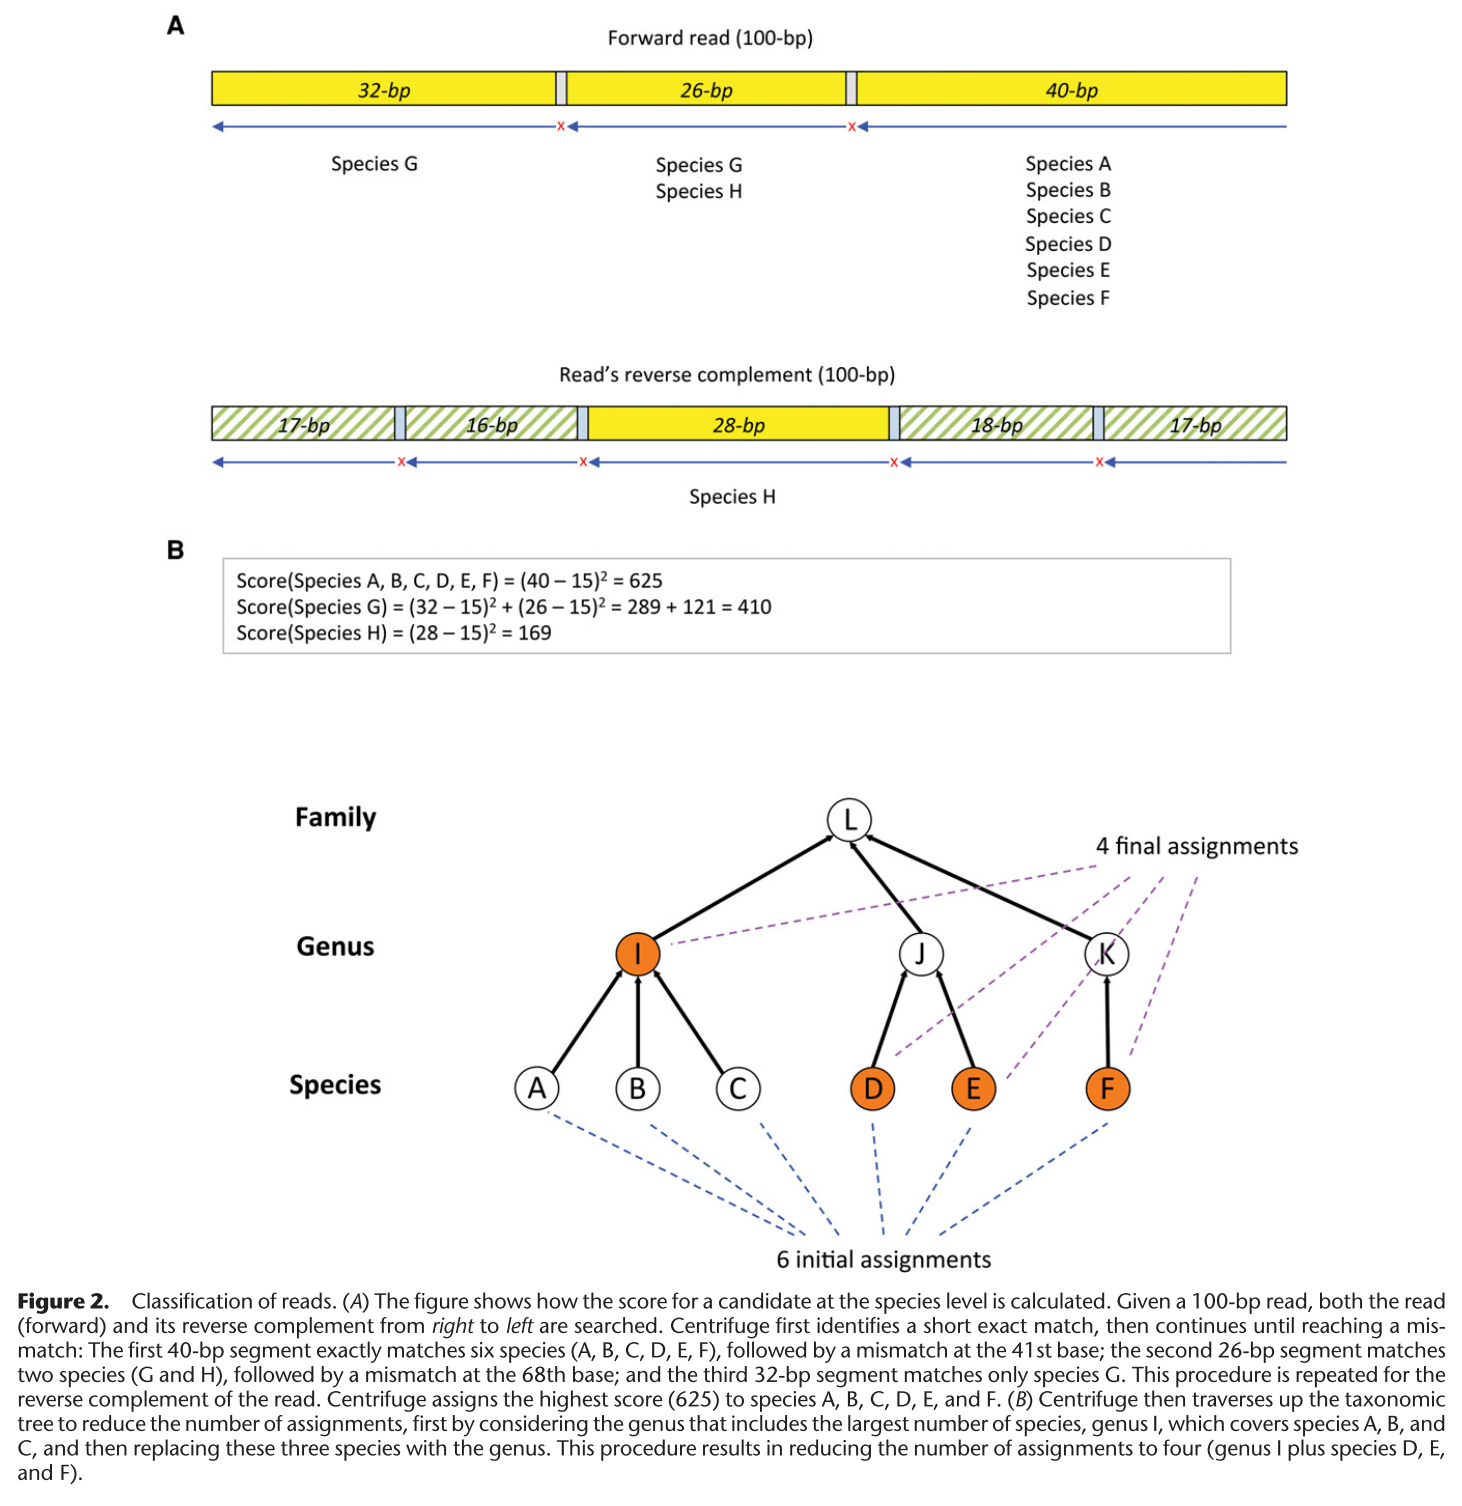 A
Forward read (100-bp)
32-bp 26-bp 40-bp
x x
Species G
Species G
Species H
Species A
Species B
Species C
Species D
Species E
Species F
Read's reverse complement (100-bp)
17-bp 16-bp 28-bp 18-bp 17-bp
x x x x
Species H
B
Score(Species A, B, C, D, E, F) = (40 – 15)² = 625
Score(Species G) = (32 – 15)² + (26 – 15)² = 289 + 121 = 410
Score(Species H) = (28 – 15)² = 169
Family
L
4 final assignments
Genus
I J K
Species
A B C D E F
6 initial assignments
Figure 2. Classification of reads. (A) The figure shows how the score for a candidate at the species level is calculated. Given a 100-bp read, both the read
(forward) and its reverse complement from right to left are searched. Centrifuge first identifies a short exact match, then continues until reaching a mis-
match: The first 40-bp segment exactly matches six species (A, B, C, D, E, F), followed by a mismatch at the 41st base; the second 26-bp segment matches
two species (G and H), followed by a mismatch at the 68th base; and the third 32-bp segment matches only species G. This procedure is repeated for the
reverse complement of the read. Centrifuge assigns the highest score (625) to species A, B, C, D, E, and F. (B) Centrifuge then traverses up the taxonomic
tree to reduce the number of assignments, first by considering the genus that includes the largest number of species, genus I, which covers species A, B, and
C, and then replacing these three species with the genus. This procedure results in reducing the number of assignments to four (genus I plus species D, E,
and F).